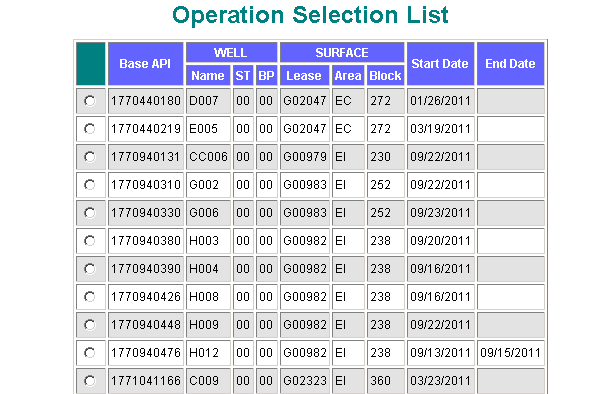 Operation Selection List
Base API WELL SURFACE Start Date End Date
Name ST BP Lease Area Block
1770440180 D007 00 00 G02047 EC 272 01/26/2011
1770440219 E005 00 00 G02047 EC 272 03/19/2011
1770940131 CC006 00 00 G00979 EI 230 09/22/2011
1770940310 G002 00 00 G00983 EI 252 09/22/2011
1770940330 G006 00 00 G00983 EI 252 09/23/2011
1770940380 H003 00 00 G00982 EI 238 09/20/2011
1770940390 H004 00 00 G00982 EI 238 09/16/2011
1770940426 H008 00 00 G00982 EI 238 09/16/2011
1770940448 H009 00 00 G00982 EI 238 09/22/2011
1770940476 H012 00 00 G00982 EI 238 09/13/2011 09/15/2011
1771041166 C009 00 00 G02323 EI 360 03/23/2011